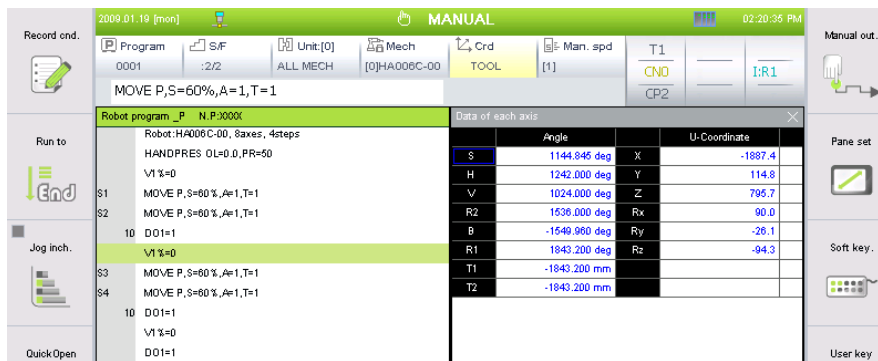 2009.01.19 [mon] MANUAL 02:20:35 PM
Record cnd.
Manual out.
Program S/F Unit:[0] Mech Crd Man. spd
0001 :2/2 ALL MECH [0]HA006C-00 TOOL [1]
T1
CN0 I:R1
CP2
MOVE P,S=60%,A=1,T=1
Robot program _P N.P:XXXX
Data of each axis
Run to
End
Pane set
Robot:HA006C-00, 8axes, 4steps
HANDPRES OL=0.0,PR=50
V1%=0
S1 MOVE P,S=60%,A=1,T=1
S2 MOVE P,S=60%,A=1,T=1
10 DO1=1
V1%=0
S3 MOVE P,S=60%,A=1,T=1
S4 MOVE P,S=60%,A=1,T=1
10 DO1=1
V1%=0
DO1=1
Angle U-Coordinate
S 1144.845 deg X -1887.4
H 1242.000 deg Y 114.8
V 1024.000 deg Z 795.7
R2 1536.000 deg Rx 90.0
B -1549.960 deg Ry -26.1
R1 1843.200 deg Rz -94.3
T1 -1843.200 mm
T2 -1843.200 mm
Jog inch.
Soft key.
QuickOpen
User key